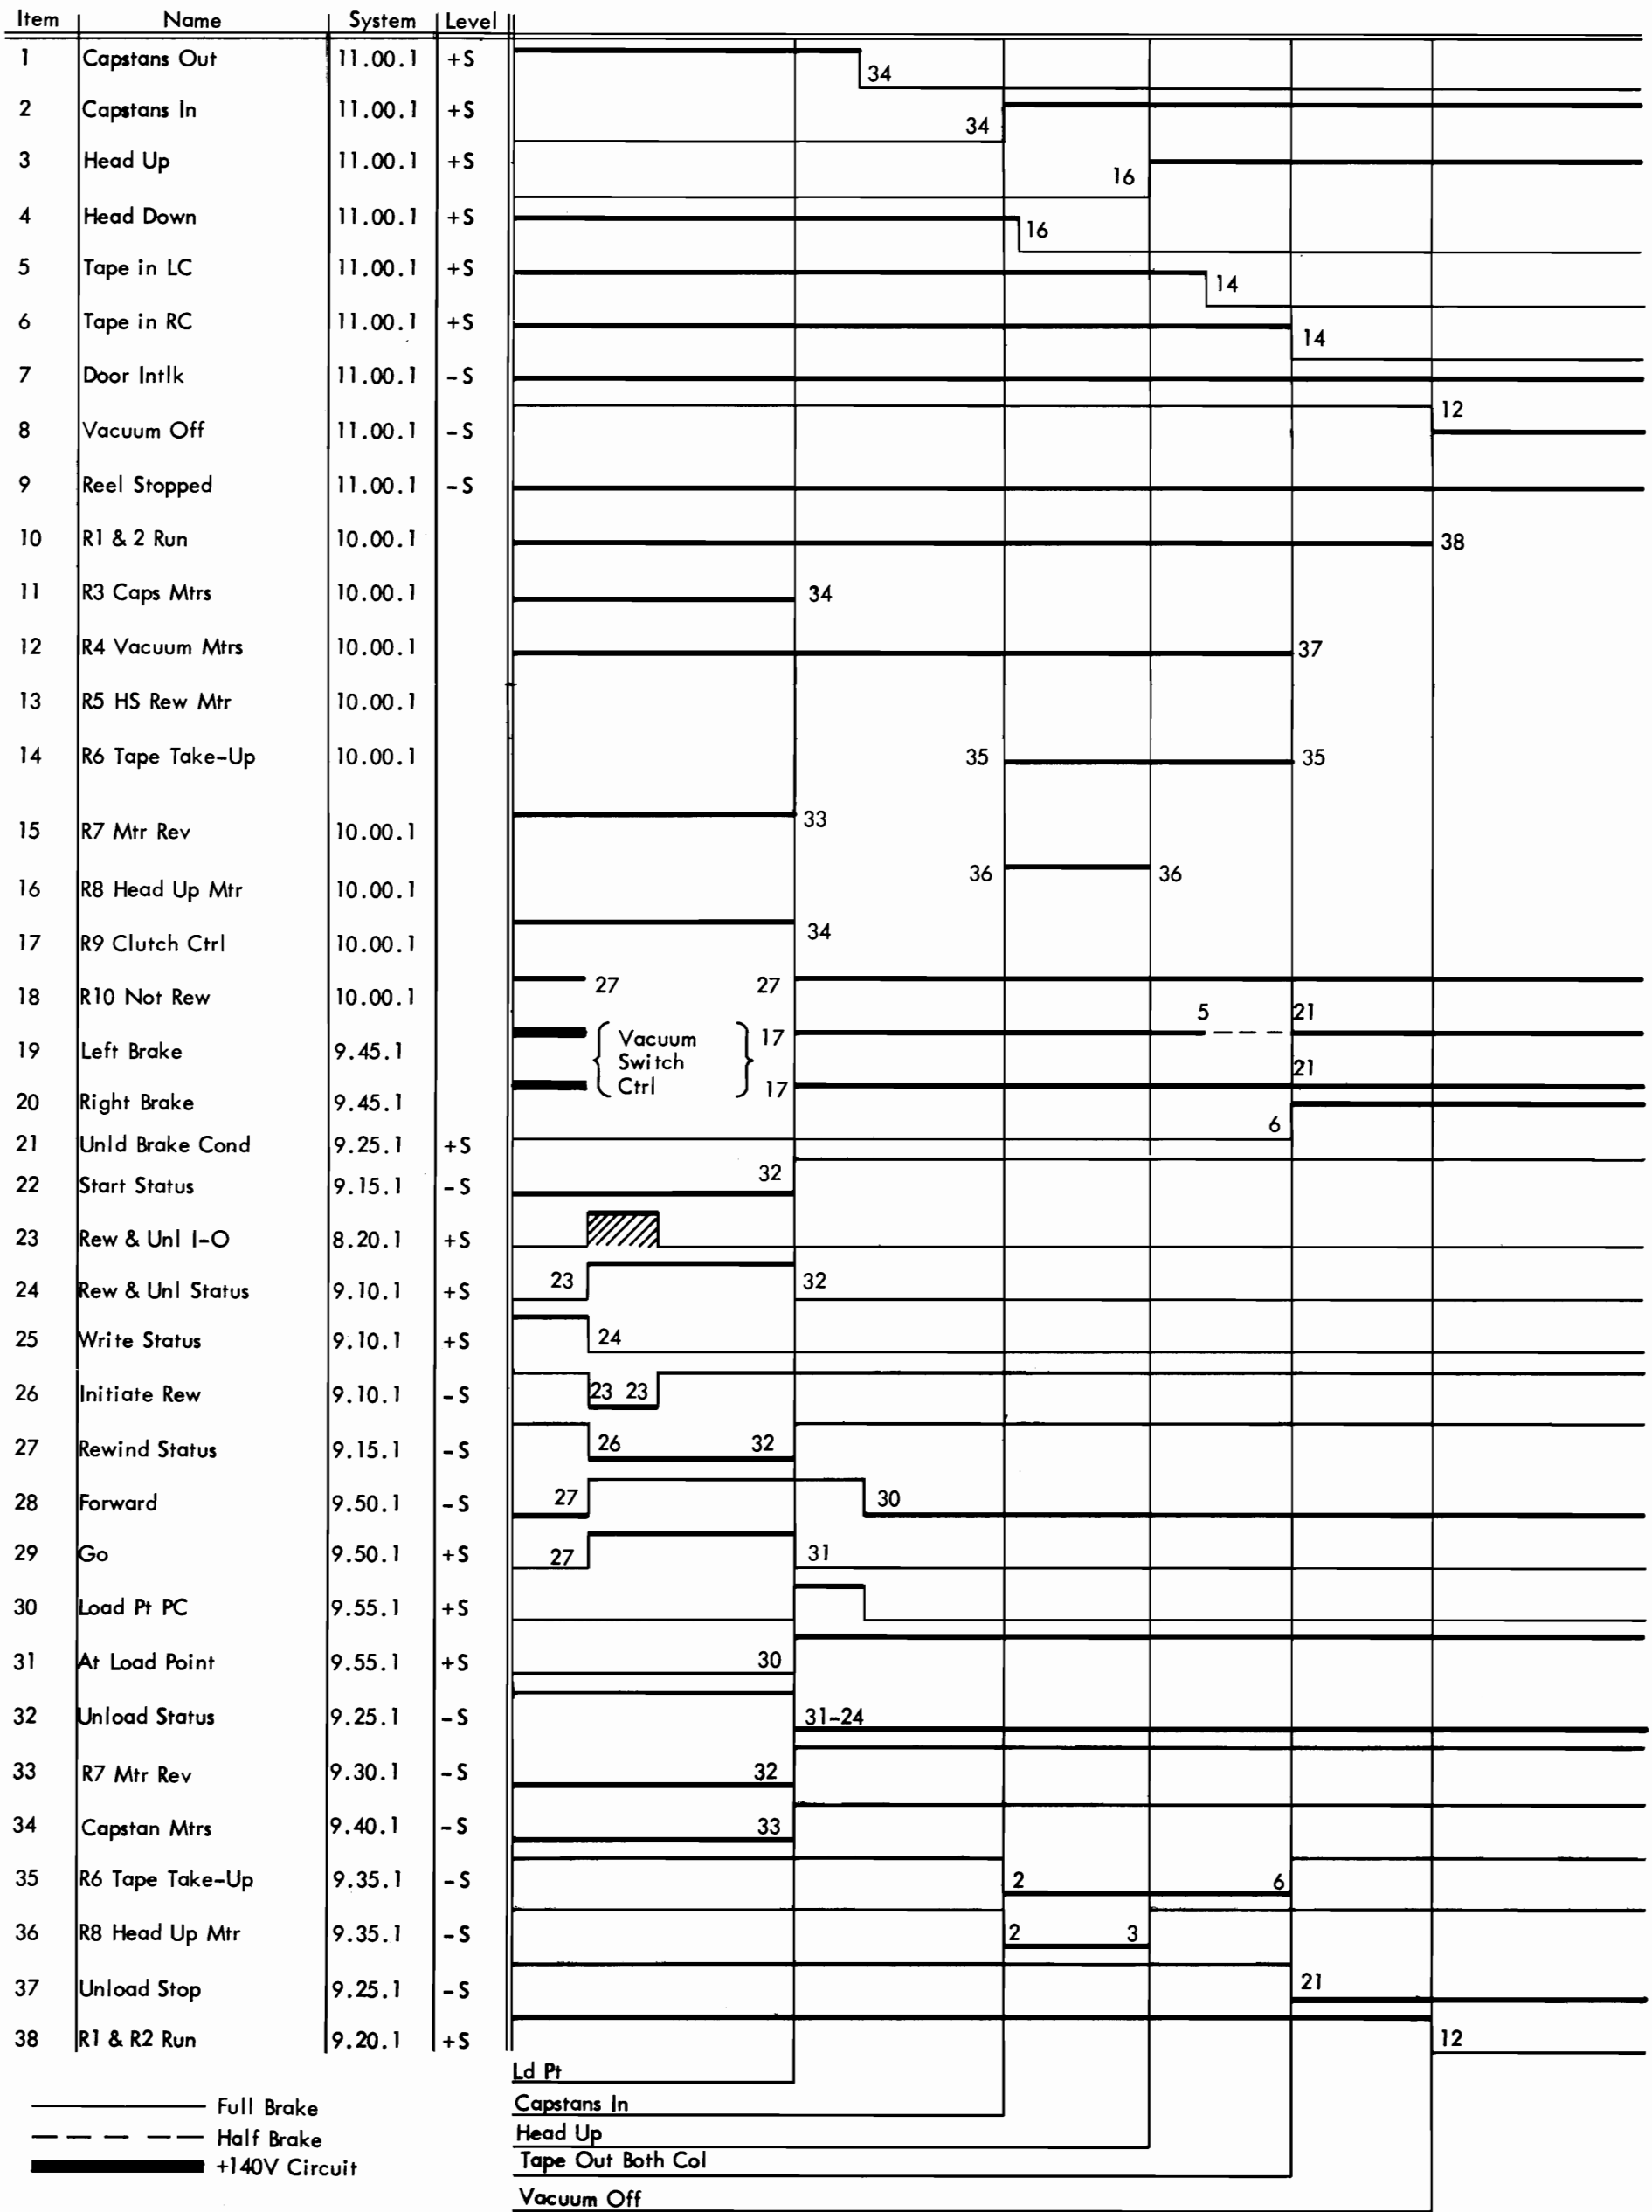 Item Name System Level
1 Capstans Out 11.00.1 +S 34
2 Capstans In 11.00.1 +S 34
3 Head Up 11.00.1 +S 16
4 Head Down 11.00.1 +S 16
5 Tape in LC 11.00.1 +S 14
6 Tape in RC 11.00.1 +S 14
7 Door Intlk 11.00.1 -S
8 Vacuum Off 11.00.1 -S 12
9 Reel Stopped 11.00.1 -S
10 R1 & 2 Run 10.00.1 38
11 R3 Caps Mtrs 10.00.1 34
12 R4 Vacuum Mtrs 10.00.1 37
13 R5 HS Rew Mtr 10.00.1
14 R6 Tape Take-Up 10.00.1 35 35
15 R7 Mtr Rev 10.00.1 33
16 R8 Head Up Mtr 10.00.1 36 36
17 R9 Clutch Ctrl 10.00.1 34
18 R10 Not Rew 10.00.1 27 27
19 Left Brake 9.45.1 Vacuum Switch Ctrl 17 5 21
20 Right Brake 9.45.1 17 21
21 Unld Brake Cond 9.25.1 +S 6
22 Start Status 9.15.1 -S 32
23 Rew & Unl I-O 8.20.1 +S
24 Rew & Unl Status 9.10.1 +S 23 32
25 Write Status 9.10.1 +S 24
26 Initiate Rew 9.10.1 -S 23 23
27 Rewind Status 9.15.1 -S 26 32
28 Forward 9.50.1 -S 27 30
29 Go 9.50.1 +S 27 31
30 Load Pt PC 9.55.1 +S
31 At Load Point 9.55.1 +S 30
32 Unload Status 9.25.1 -S 31-24
33 R7 Mtr Rev 9.30.1 -S 32
34 Capstan Mtrs 9.40.1 -S 33
35 R6 Tape Take-Up 9.35.1 -S 2 6
36 R8 Head Up Mtr 9.35.1 -S 2 3
37 Unload Stop 9.25.1 -S 21
38 R1 & R2 Run 9.20.1 +S 12
Ld Pt
Capstans In
Head Up
Tape Out Both Col
Vacuum Off
Full Brake
Half Brake
+140V Circuit